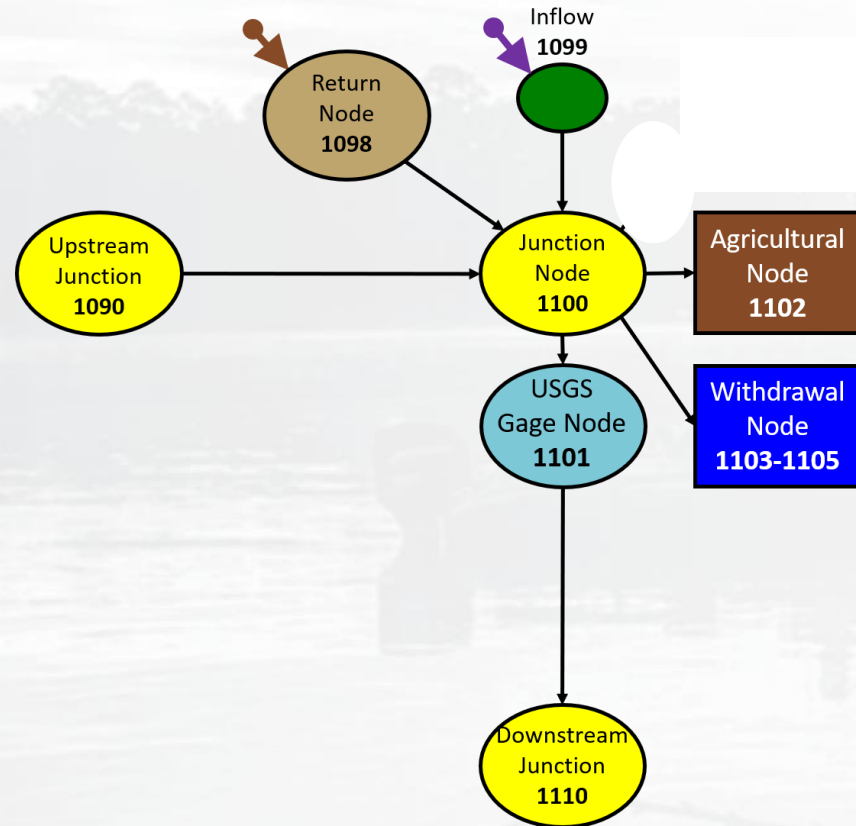 Inflow
1099
Return
Node
1098
Upstream
Junction
1090
Junction
Node
1100
Agricultural
Node
1102
USGS
Gage Node
1101
Withdrawal
Node
1103-1105
Downstream
Junction
1110